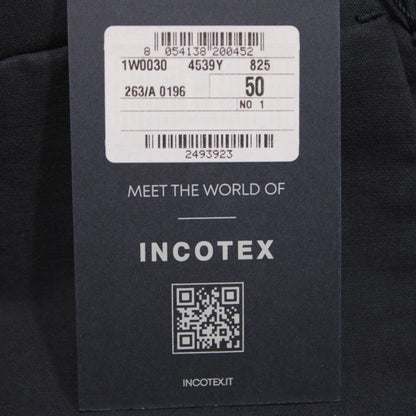 8 054138 200452
1W0030 4539Y 825
263/A 0196 50
NO 1
2493923
MEET THE WORLD OF
INCOTEX
INCOTEX.IT